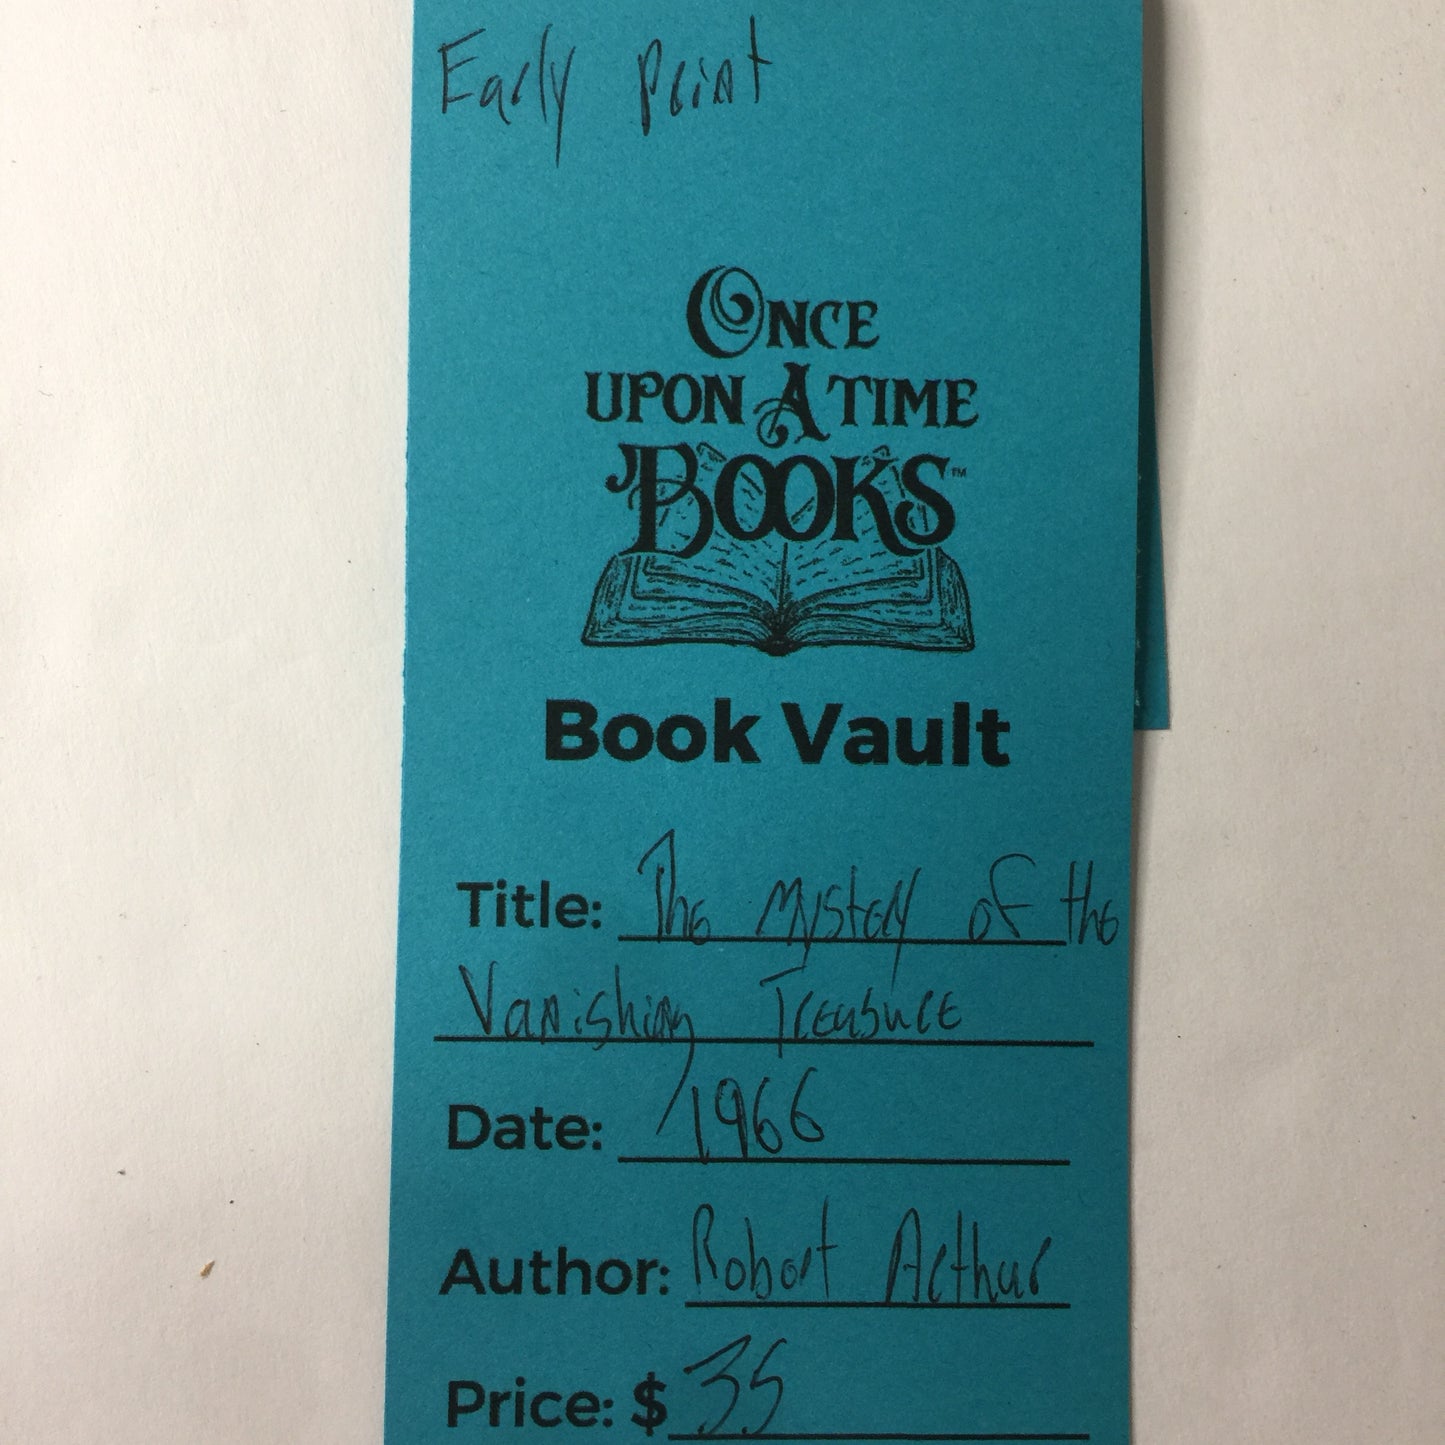 Early print
ONCE
UPON A TIME
BOOKS™
Book Vault
Title: The Mystery of the
Vanishing Treasure
Date: 1966
Author: Robert Arthur
Price: $ 35